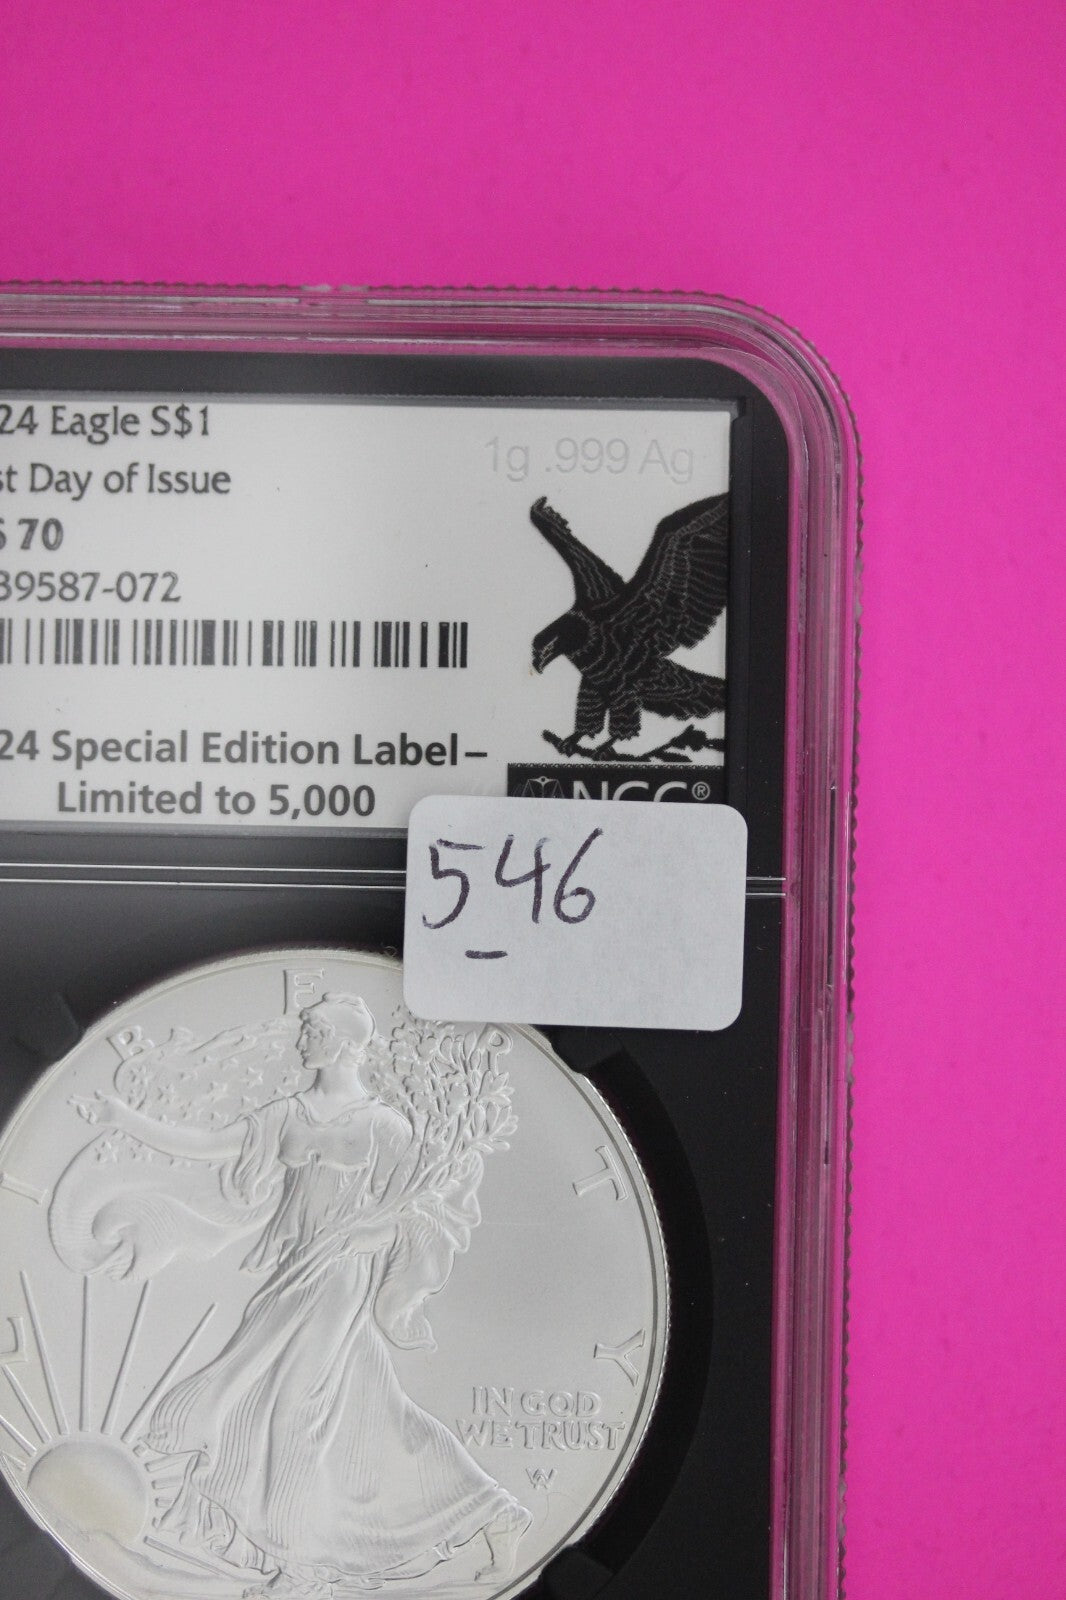 24 Eagle S$1
1g .999 Ag
st Day of Issue
S 70
39587-072
24 Special Edition Label–
Limited to 5,000
NGC®
546
LIBERTY
IN GOD
WE TRUST